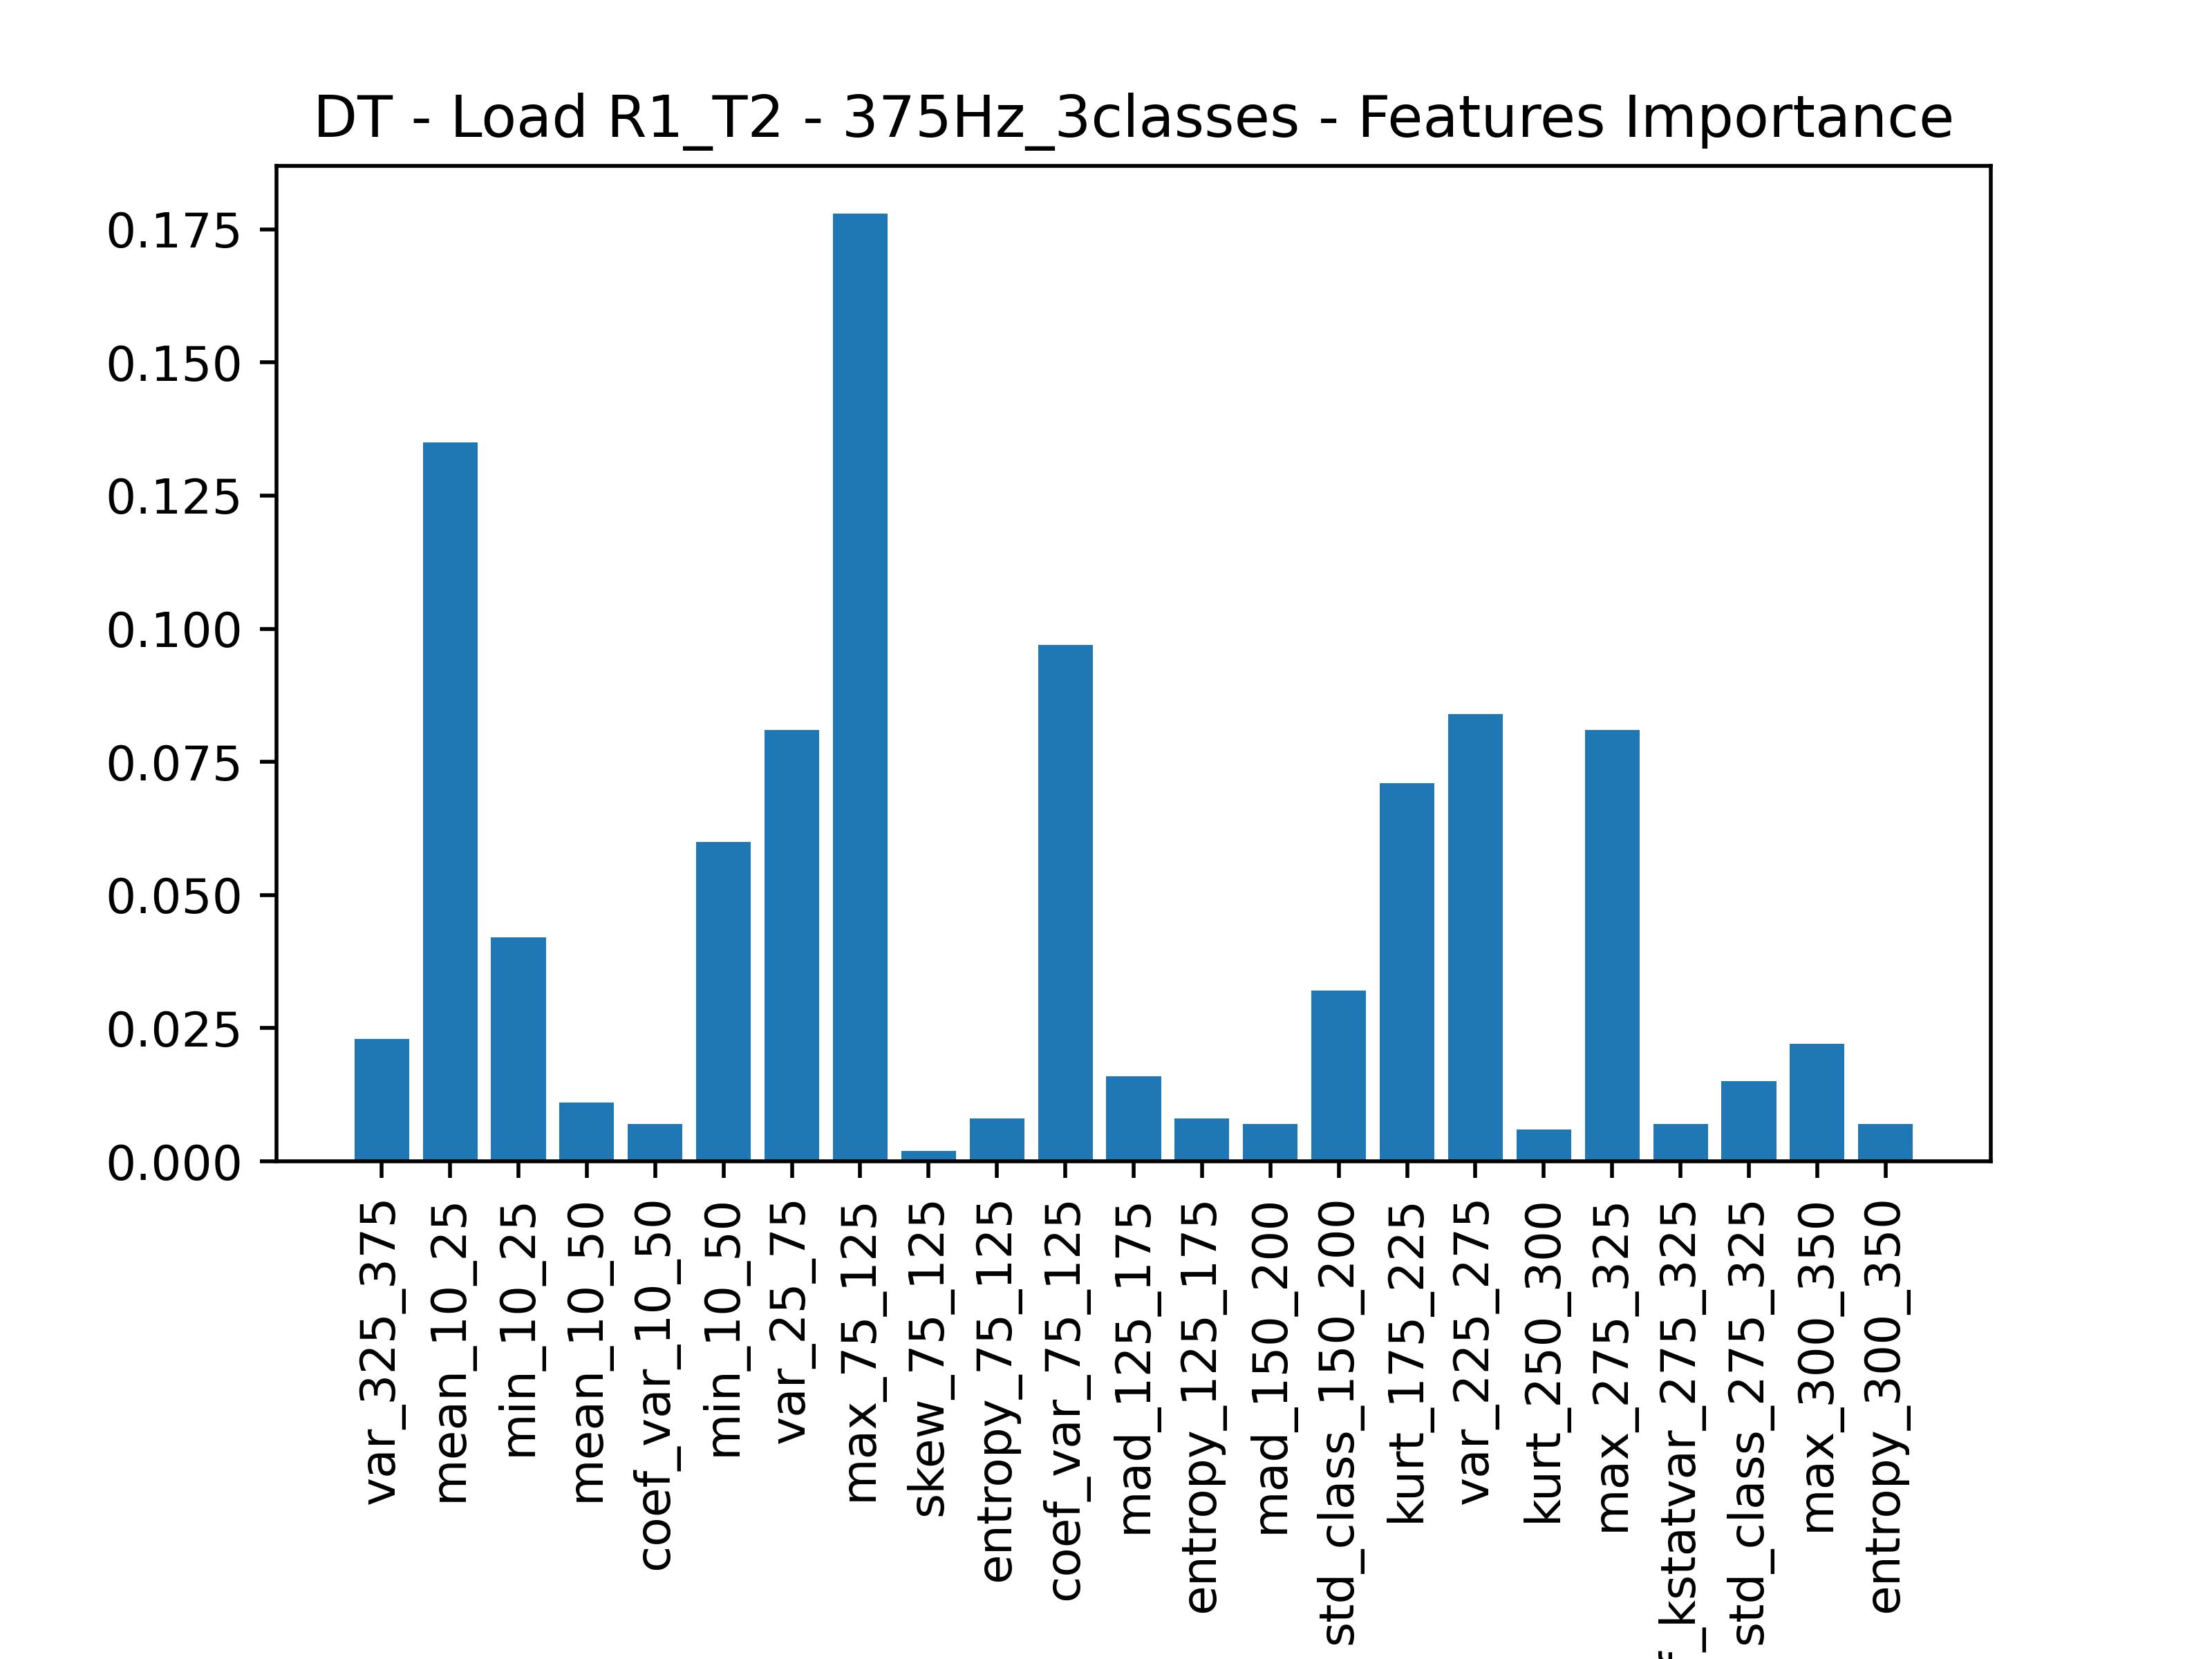 DT - Load R1_T2 - 375Hz_3classes - Features Importance
0.175
0.150
0.125
0.100
0.075
0.050
0.025
0.000
var_325_375
mean_10_25
min_10_25
mean_10_50
coef_var_10_50
min_10_50
var_25_75
max_75_125
skew_75_125
entropy_75_125
coef_var_75_125
mad_125_175
entropy_125_175
mad_150_200
std_class_150_200
kurt_175_225
var_225_275
kurt_250_300
max_275_325
f_kstatvar_275_325
std_class_275_325
max_300_350
entropy_300_350